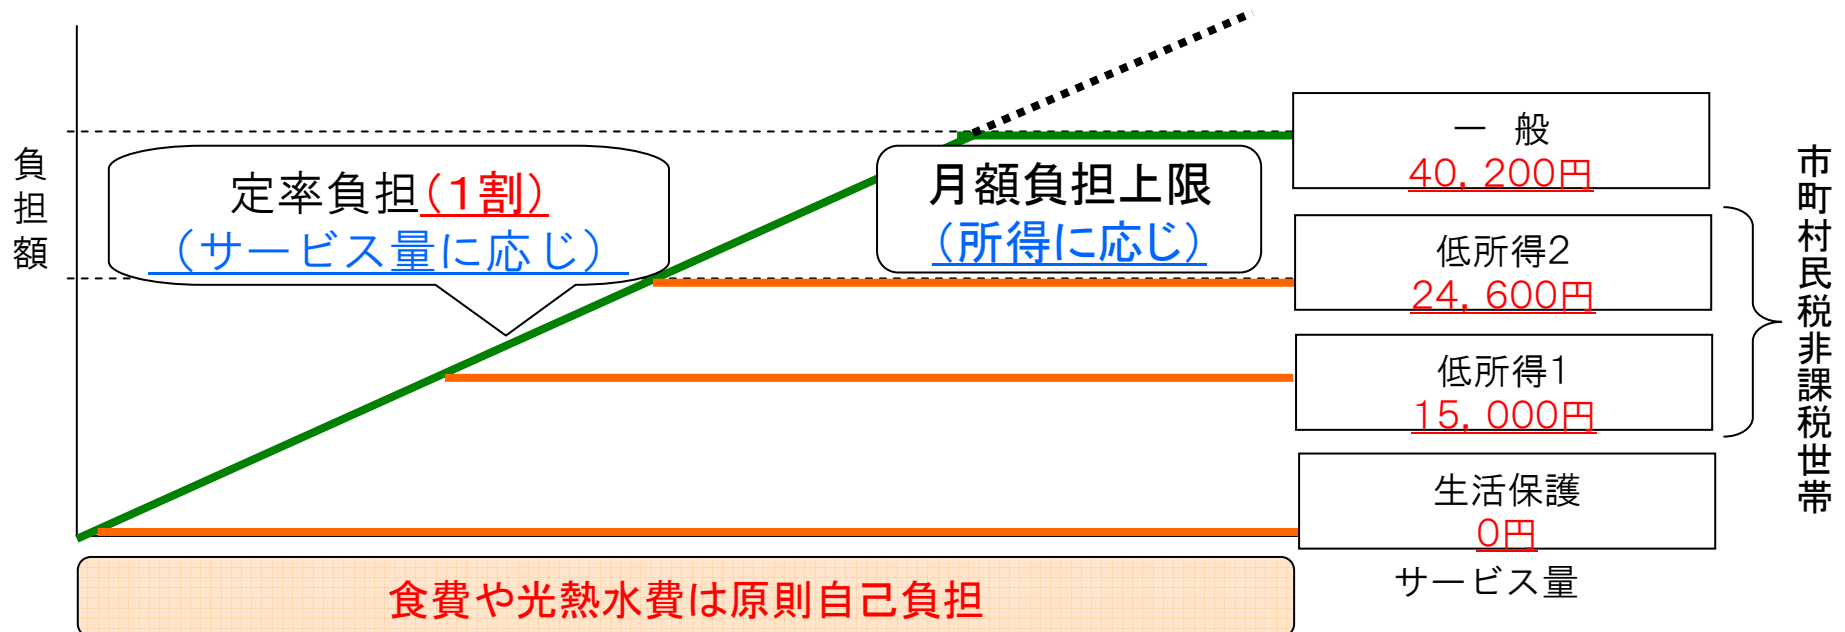 負担額
定率負担(1割)
(サービス量に応じ)
月額負担上限
(所得に応じ)
一 般
40, 200円
低所得2
24, 600円
低所得1
15, 000円
生活保護
0円
市町村民税非課税世帯
サービス量
食費や光熱水費は原則自己負担